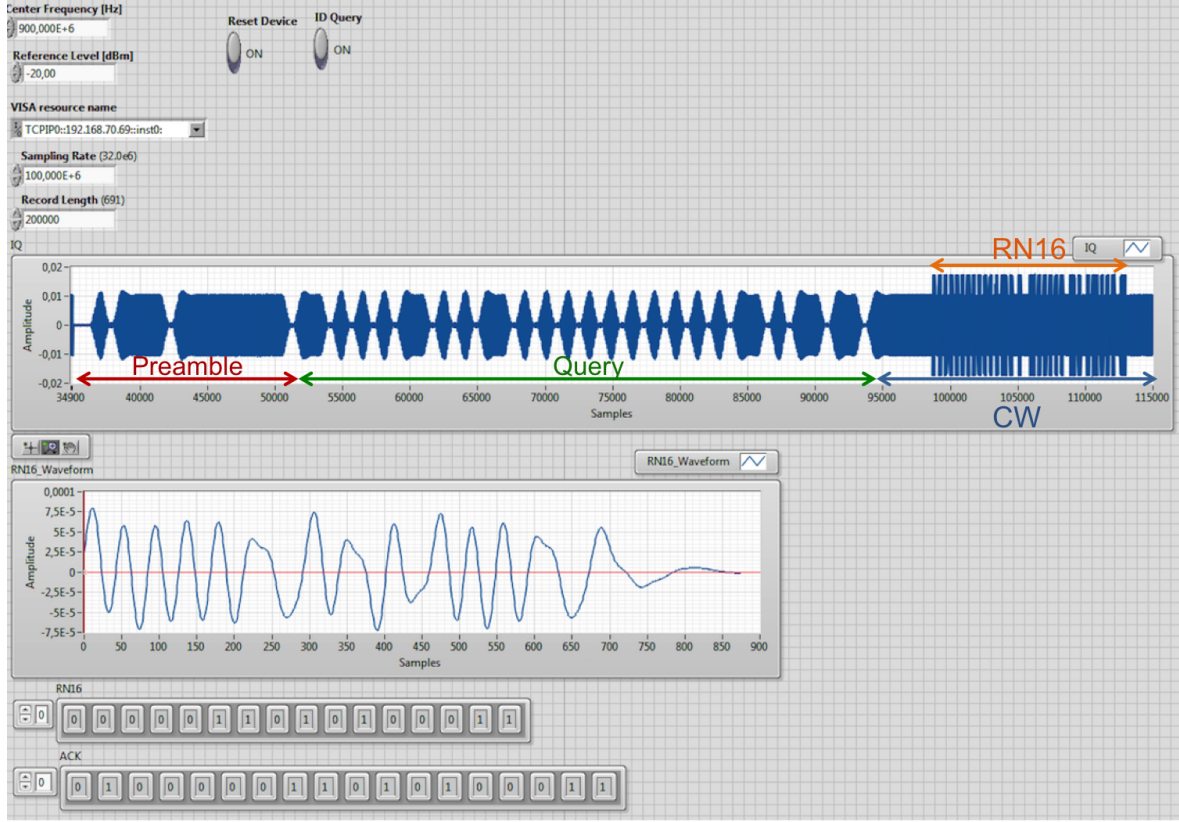 Center Frequency [Hz]
900,000E+6
Reset Device
ON
ID Query
ON
Reference Level [dBm]
-20,00
VISA resource name
TCPIP0::192.168.70.69::inst0:
Sampling Rate (32.0e6)
100,000E+6
Record Length (691)
200000
IQ
RN16
IQ
0,02
0,01
0
-0,01
-0,02
Amplitude
Preamble
Query
34900 40000 45000 50000 55000 60000 65000 70000 75000 80000 85000 90000 95000 100000 105000 110000 115000
Samples
CW
RN16_Waveform
RN16_Waveform
0,0001
7,5E-5
5E-5
2,5E-5
0
-2,5E-5
-5E-5
-7,5E-5
Amplitude
0 50 100 150 200 250 300 350 400 450 500 550 600 650 700 750 800 850 900
Samples
RN16
0 0 0 0 0 0 1 1 0 1 0 1 0 0 0 1 1
ACK
0 0 1 0 0 0 0 0 1 1 0 1 0 1 0 0 0 1 1